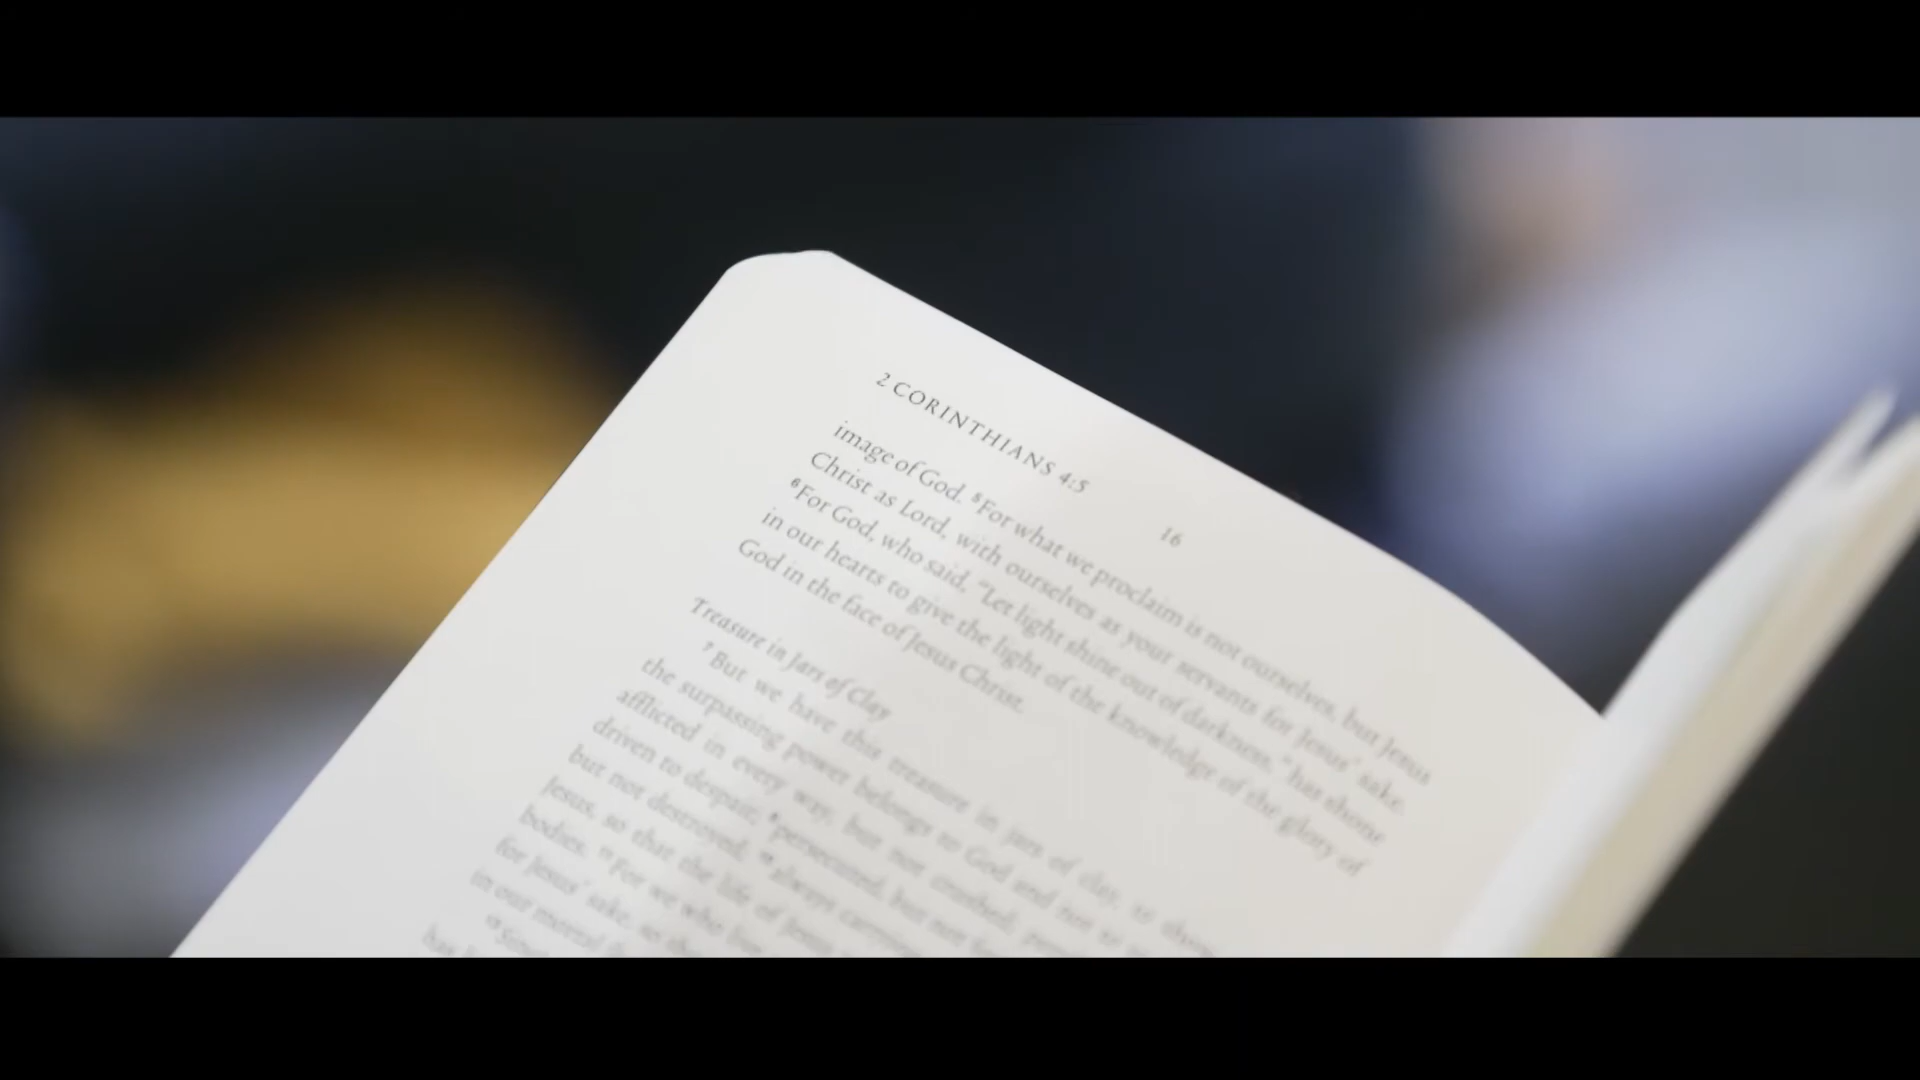 2 CORINTHIANS 4:5
16
image of God. 5For what we proclaim is not ourselves, but Jesus
Christ as Lord, with ourselves as your servants for Jesus' sake.
6For God, who said, "Let light shine out of darkness," has shone
in our hearts to give the light of the knowledge of the glory of
God in the face of Jesus Christ.
Treasure in Jars of Clay
7But we have this treasure in jars of clay, to show
the surpassing power belongs to God and not to
afflicted in every way, but not crushed;
driven to despair; persecuted, but not
but not destroyed; always carrying
Jesus, so that the life of Jesus
bodies. For we who live
for Jesus' sake, so
in our mortal
has